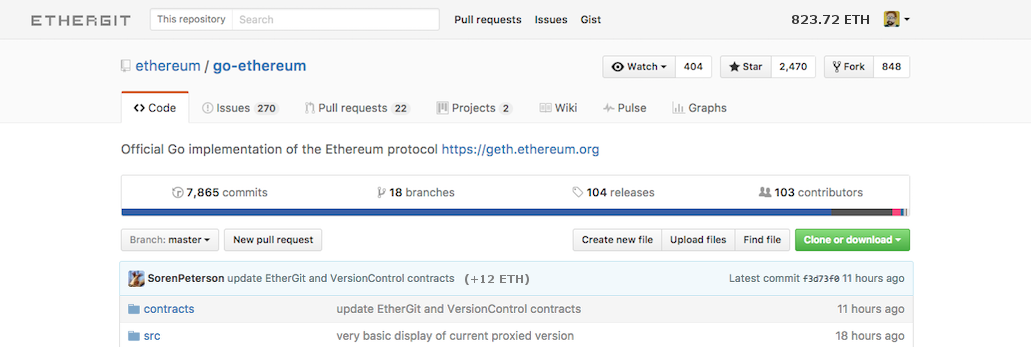 ETHERGIT This repository Search Pull requests Issues Gist 823.72 ETH
ethereum / go-ethereum Watch 404 Star 2,470 Fork 848
Code Issues 270 Pull requests 22 Projects 2 Wiki Pulse Graphs
Official Go implementation of the Ethereum protocol https://geth.ethereum.org
7,865 commits 18 branches 104 releases 103 contributors
Branch: master New pull request Create new file Upload files Find file Clone or download
SorenPeterson update EtherGit and VersionControl contracts (+12 ETH) Latest commit f3d73f0 11 hours ago
contracts update EtherGit and VersionControl contracts 11 hours ago
src very basic display of current proxied version 18 hours ago